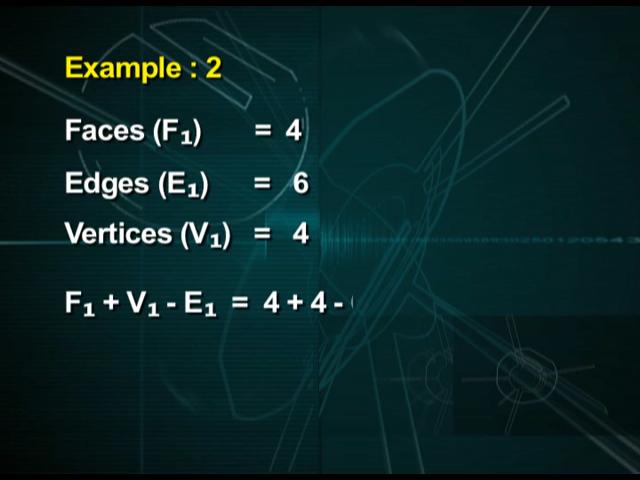 Example : 2
Faces (F₁) = 4
Edges (E₁) = 6
Vertices (V₁) = 4
F₁ + V₁ - E₁ = 4 + 4 -